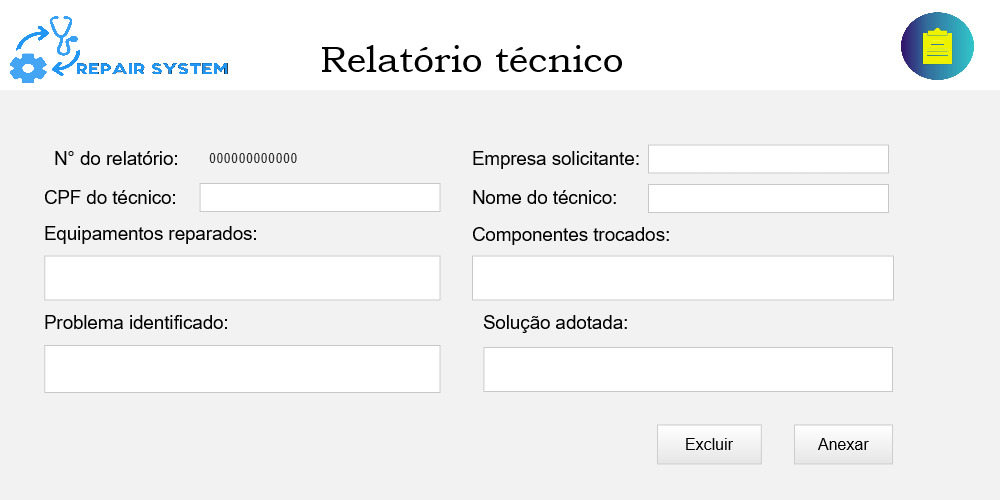 REPAIR SYSTEM
Relatório técnico
N° do relatório: 000000000000
Empresa solicitante:
CPF do técnico:
Nome do técnico:
Equipamentos reparados:
Componentes trocados:
Problema identificado:
Solução adotada:
Excluir
Anexar